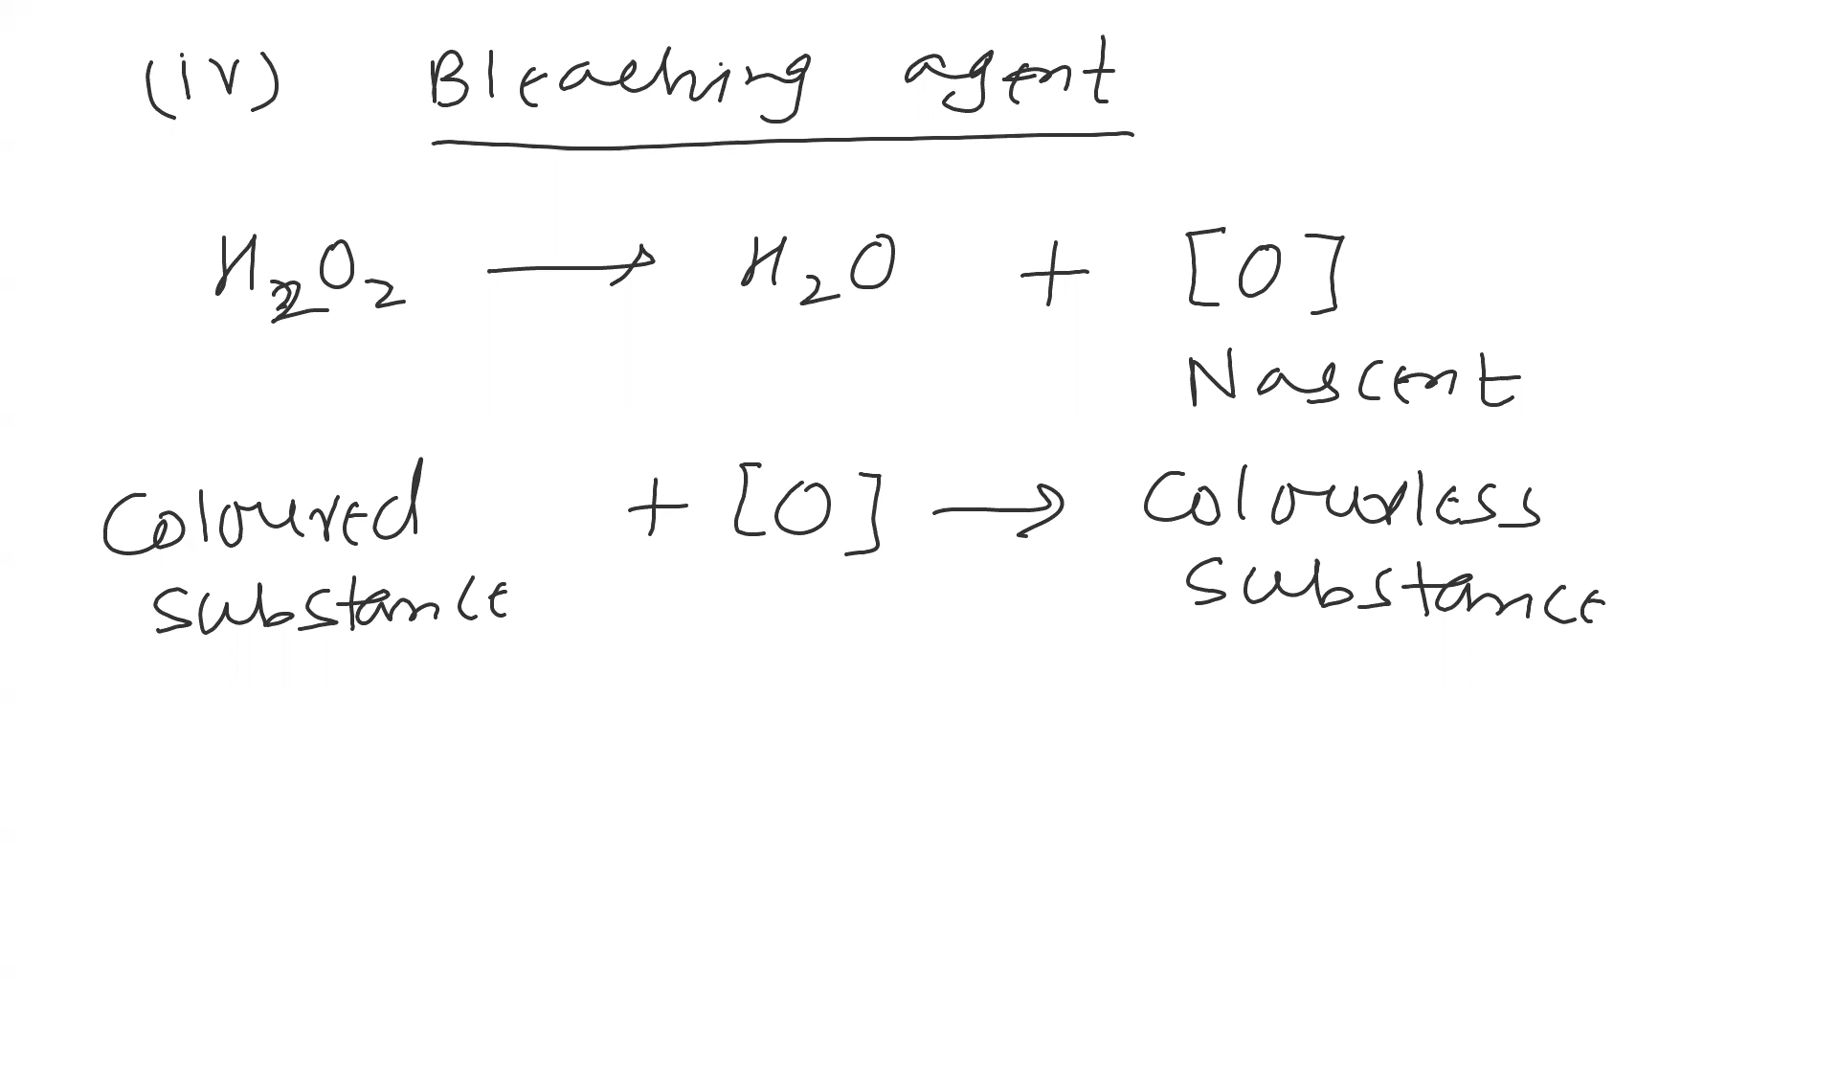 (iv) Bleaching agent
H₂O₂ ⟶ H₂O + [O]
Nascent
Coloured + [O] ⟶ Colourless
substance substance